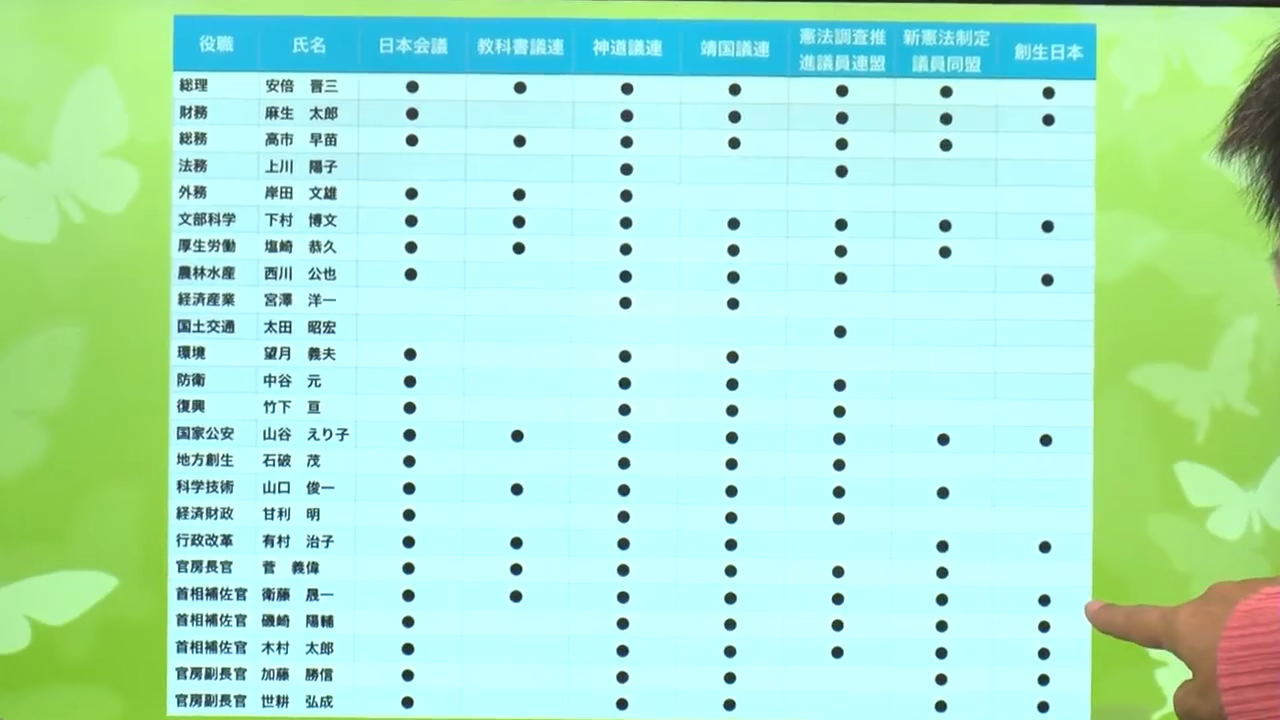 役職 氏名 日本会議 教科書議連 神道議連 靖国議連 憲法調査推進議員連盟 新憲法制定議員同盟 創生日本
総理 安倍 晋三 ● ● ● ● ● ● ●
財務 麻生 太郎 ● ● ● ● ● ●
総務 高市 早苗 ● ● ● ● ● ●
法務 上川 陽子 ● ●
外務 岸田 文雄 ● ● ●
文部科学 下村 博文 ● ● ● ● ● ● ●
厚生労働 塩崎 恭久 ● ● ● ● ● ●
農林水産 西川 公也 ● ● ● ● ●
経済産業 宮澤 洋一 ● ●
国土交通 太田 昭宏 ●
環境 望月 義夫 ● ● ●
防衛 中谷 元 ● ● ● ●
復興 竹下 亘 ● ● ● ●
国家公安 山谷 えり子 ● ● ● ● ● ● ●
地方創生 石破 茂 ● ● ● ●
科学技術 山口 俊一 ● ● ● ● ● ●
経済財政 甘利 明 ● ● ● ●
行政改革 有村 治子 ● ● ● ● ● ●
官房長官 菅 義偉 ● ● ● ● ● ●
首相補佐官 衛藤 晟一 ● ● ● ● ● ● ●
首相補佐官 磯崎 陽輔 ● ● ● ● ● ●
首相補佐官 木村 太郎 ● ● ● ● ● ●
官房副長官 加藤 勝信 ● ● ● ● ●
官房副長官 世耕 弘成 ● ● ● ● ●